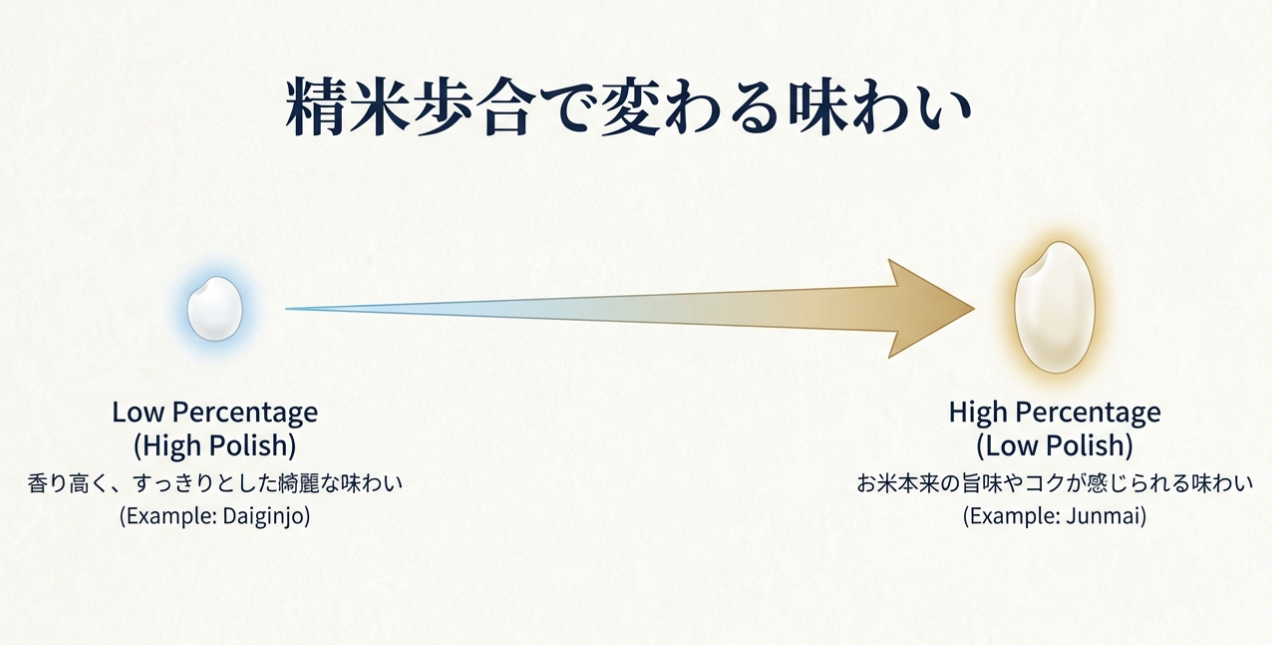 精米歩合で変わる味わい
Low Percentage
(High Polish)
香り高く、すっきりとした綺麗な味わい
(Example: Daiginjo)
High Percentage
(Low Polish)
お米本来の旨味やコクが感じられる味わい
(Example: Junmai)